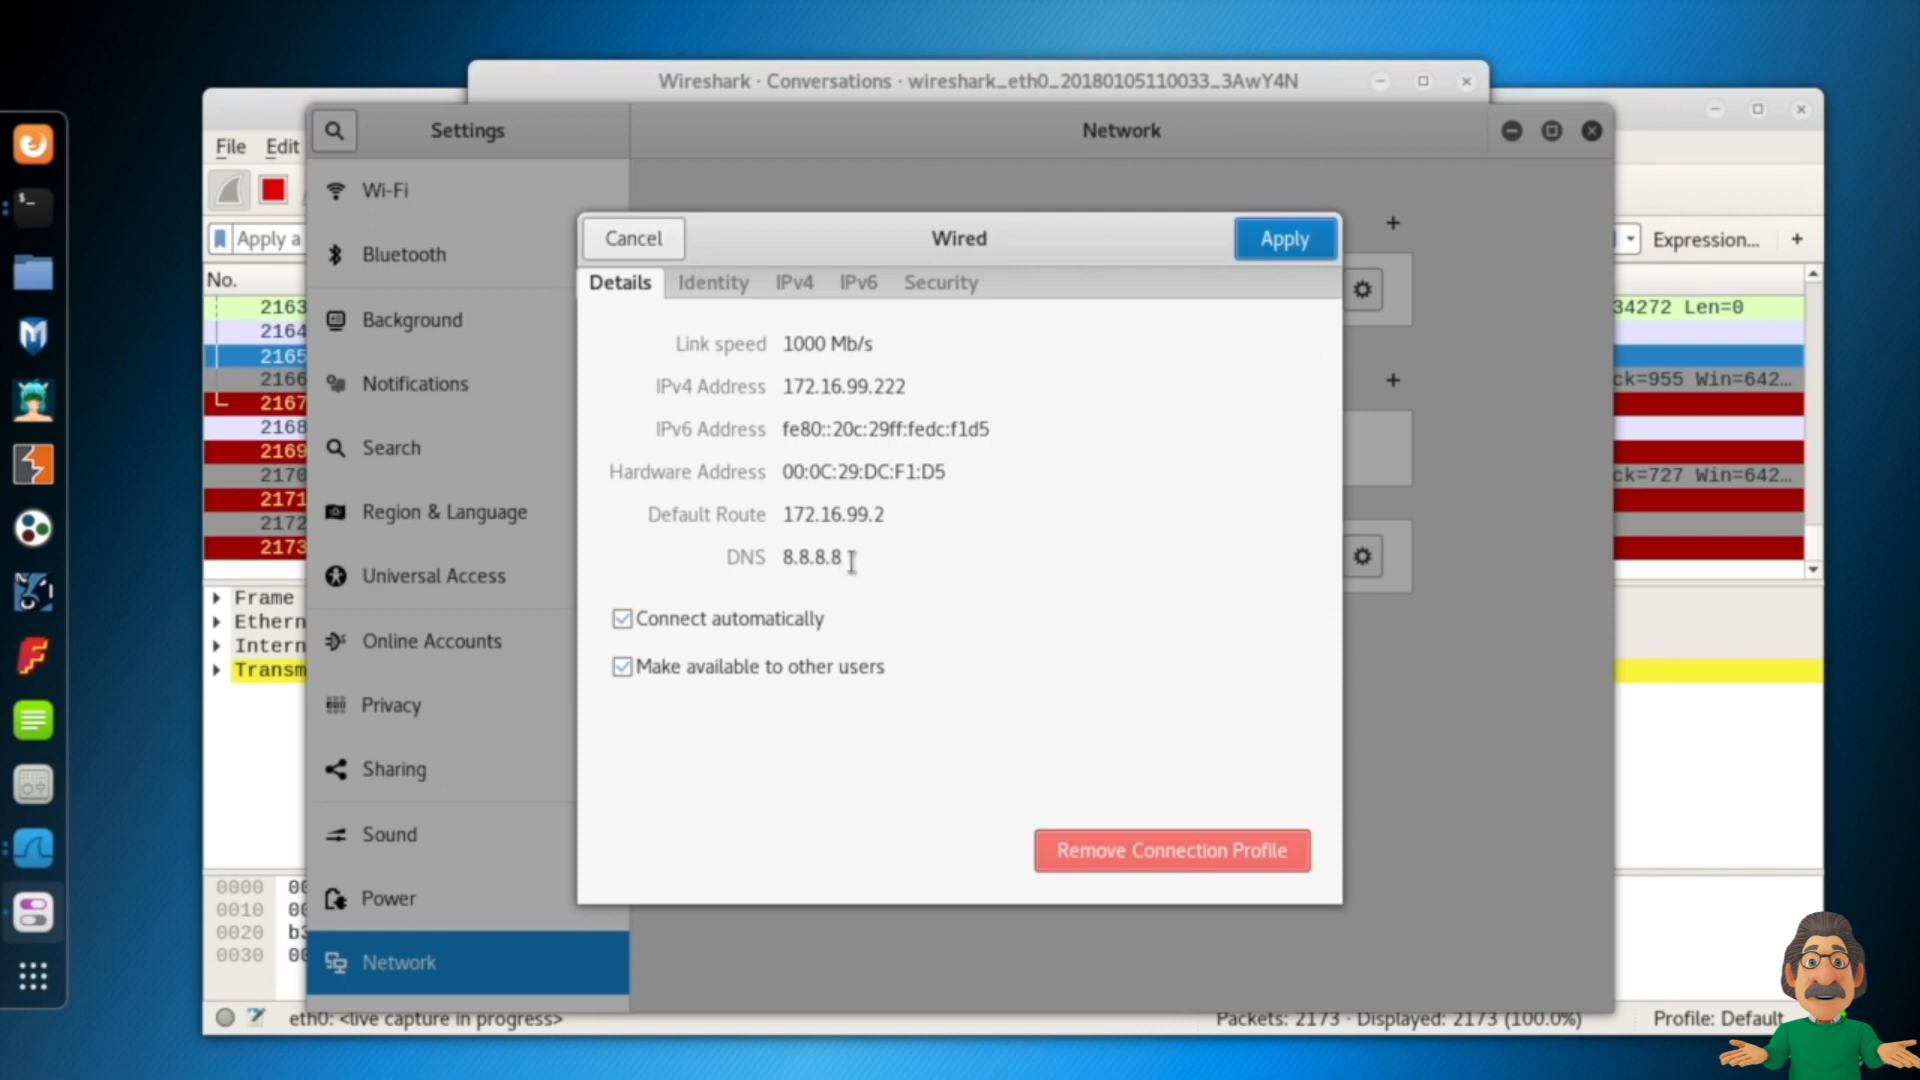 Wireshark · Conversations · wireshark_eth0_20180105110033_3AwY4N
Settings
Network
File Edit
Wi-Fi
Bluetooth
Background
Notifications
Search
Region & Language
Universal Access
Online Accounts
Privacy
Sharing
Sound
Power
Network
Cancel
Wired
Apply
Details Identity IPv4 IPv6 Security
Link speed 1000 Mb/s
IPv4 Address 172.16.99.222
IPv6 Address fe80::20c:29ff:fedc:f1d5
Hardware Address 00:0C:29:DC:F1:D5
Default Route 172.16.99.2
DNS 8.8.8.8
Connect automatically
Make available to other users
Remove Connection Profile
Apply a
Expression... +
No.
2163
34272 Len=0
2164
2165
2166
ck=955 Win=642...
2167
2168
2169
2170
ck=727 Win=642...
2171
2172
2173
Frame
Ethern
Intern
Transm
0000 00
0010 00
0020 b3
0030 00
eth0: <live capture in progress>
Packets: 2173 · Displayed: 2173 (100.0%)
Profile: Default